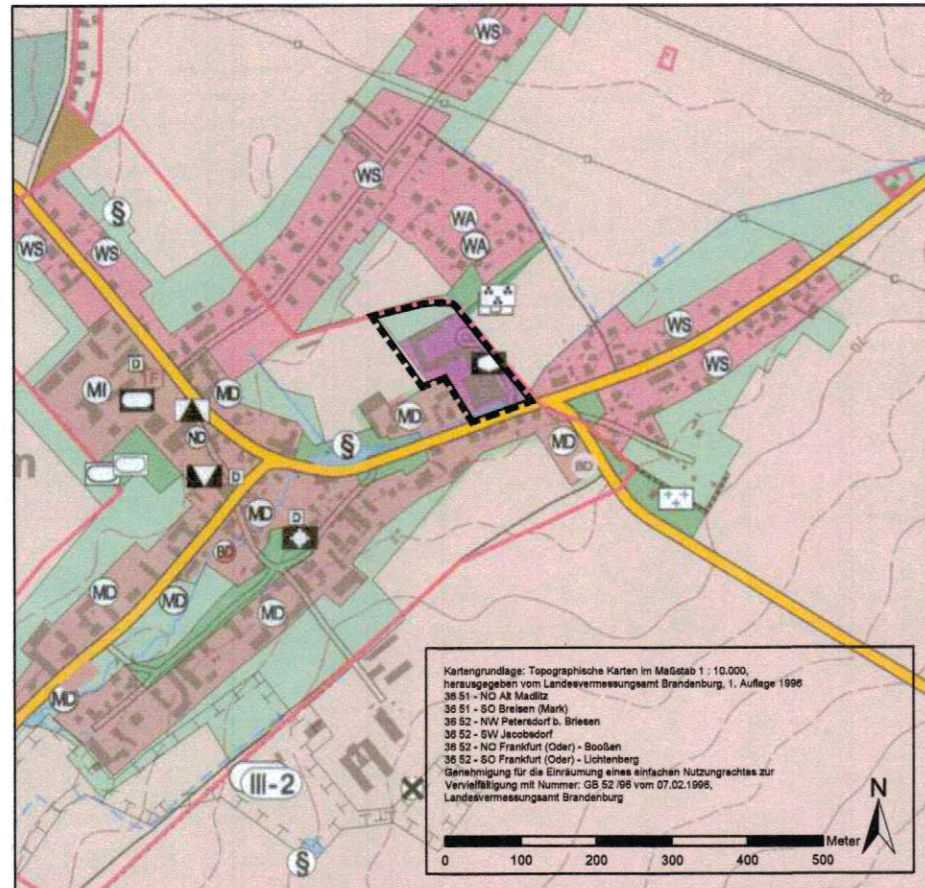 WS
70
WS
§
WA
WA
WS
WS
WS
WS
D
F
MI
MD
MD
§
ND
MD
D
BD
MD
D
BD
MD
MD
MD
MD
70
III-2
§
Kartengrundlage: Topographische Karten im Maßstab 1 : 10.000,
herausgegeben vom Landesvermessungsamt Brandenburg, 1. Auflage 1996
36 51 - NO Alt Madlitz
36 51 - SO Breisen (Mark)
36 52 - NW Petersdorf b. Briesen
36 52 - SW Jacobsdorf
36 52 - NO Frankfurt (Oder) - Booßen
36 52 - SO Frankfurt (Oder) - Lichtenberg
Genehmigung für die Einräumung eines einfachen Nutzungrechtes zur
Vervielfältigung mit Nummer: GB 52 /96 vom 07.02.1996,
Landesvermessungsamt Brandenburg
N
Meter
0 100 200 300 400 500